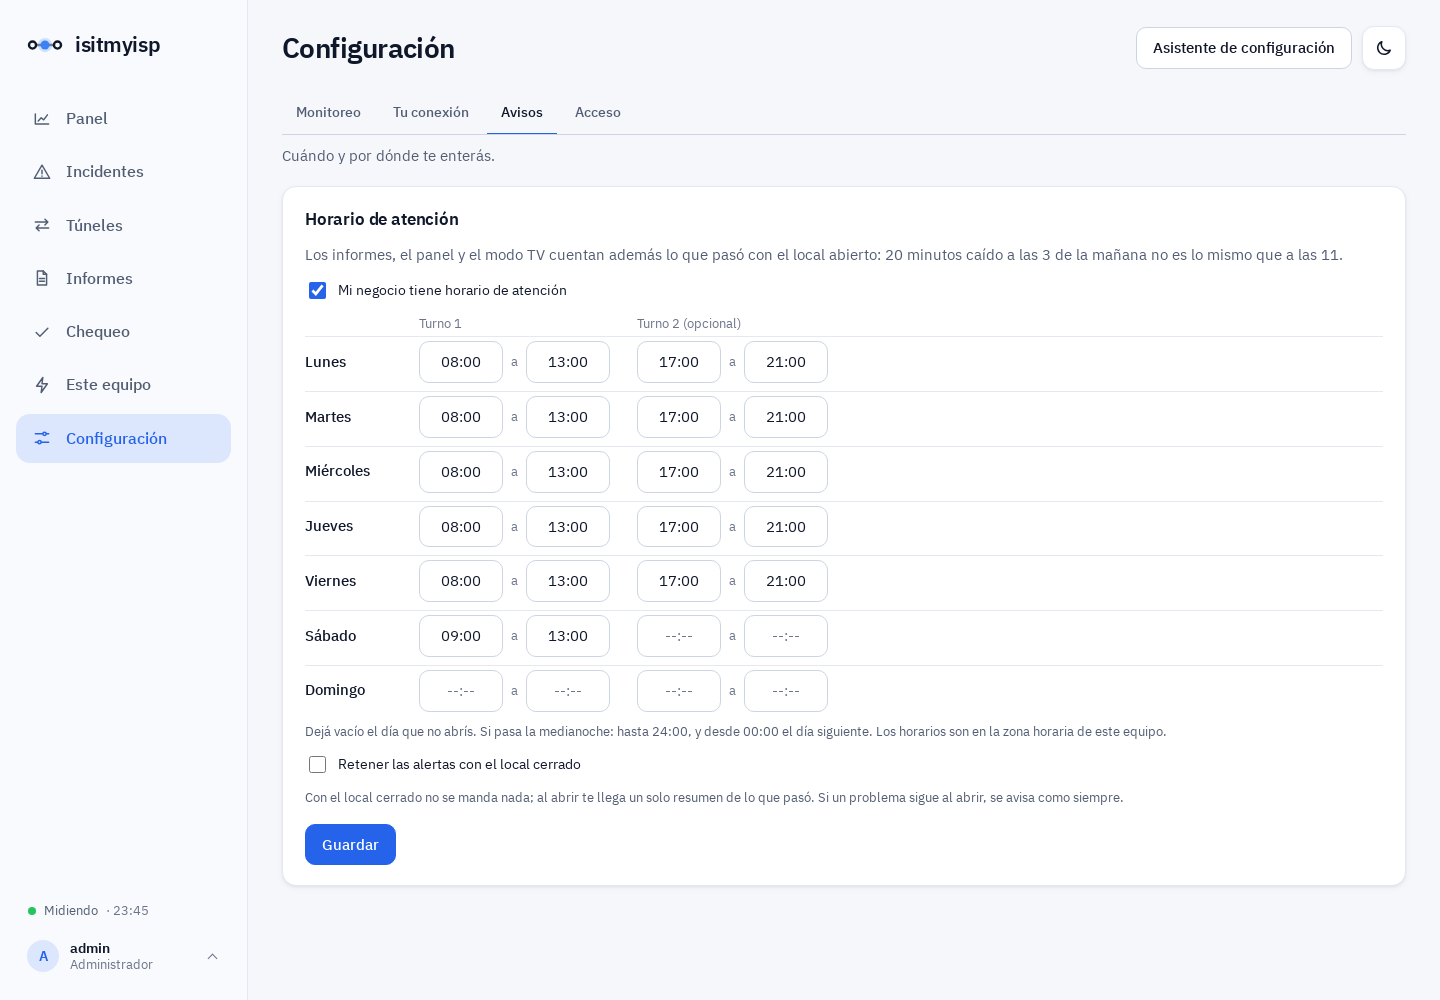 isitmyisp
Configuración
Asistente de configuración
Panel
Incidentes
Túneles
Informes
Chequeo
Este equipo
Configuración
Monitoreo Tu conexión Avisos Acceso
Cuándo y por dónde te enterás.
Horario de atención
Los informes, el panel y el modo TV cuentan además lo que pasó con el local abierto: 20 minutos caído a las 3 de la mañana no es lo mismo que a las 11.
Mi negocio tiene horario de atención
Turno 1 Turno 2 (opcional)
Lunes 08:00 a 13:00 17:00 a 21:00
Martes 08:00 a 13:00 17:00 a 21:00
Miércoles 08:00 a 13:00 17:00 a 21:00
Jueves 08:00 a 13:00 17:00 a 21:00
Viernes 08:00 a 13:00 17:00 a 21:00
Sábado 09:00 a 13:00 --:-- a --:--
Domingo --:-- a --:-- --:-- a --:--
Dejá vacío el día que no abrís. Si pasa la medianoche: hasta 24:00, y desde 00:00 el día siguiente. Los horarios son en la zona horaria de este equipo.
Retener las alertas con el local cerrado
Con el local cerrado no se manda nada; al abrir te llega un solo resumen de lo que pasó. Si un problema sigue al abrir, se avisa como siempre.
Guardar
Midiendo · 23:45
A
admin
Administrador